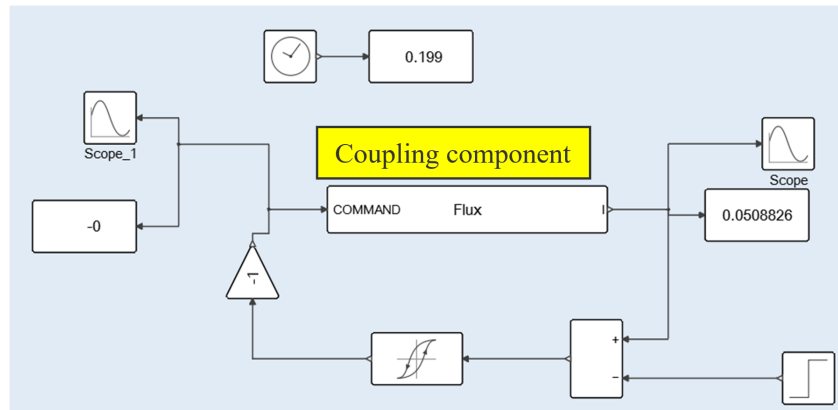 0.199
Scope_1
Coupling component
Scope
COMMAND Flux I
-0
0.0508826
-1
+
−